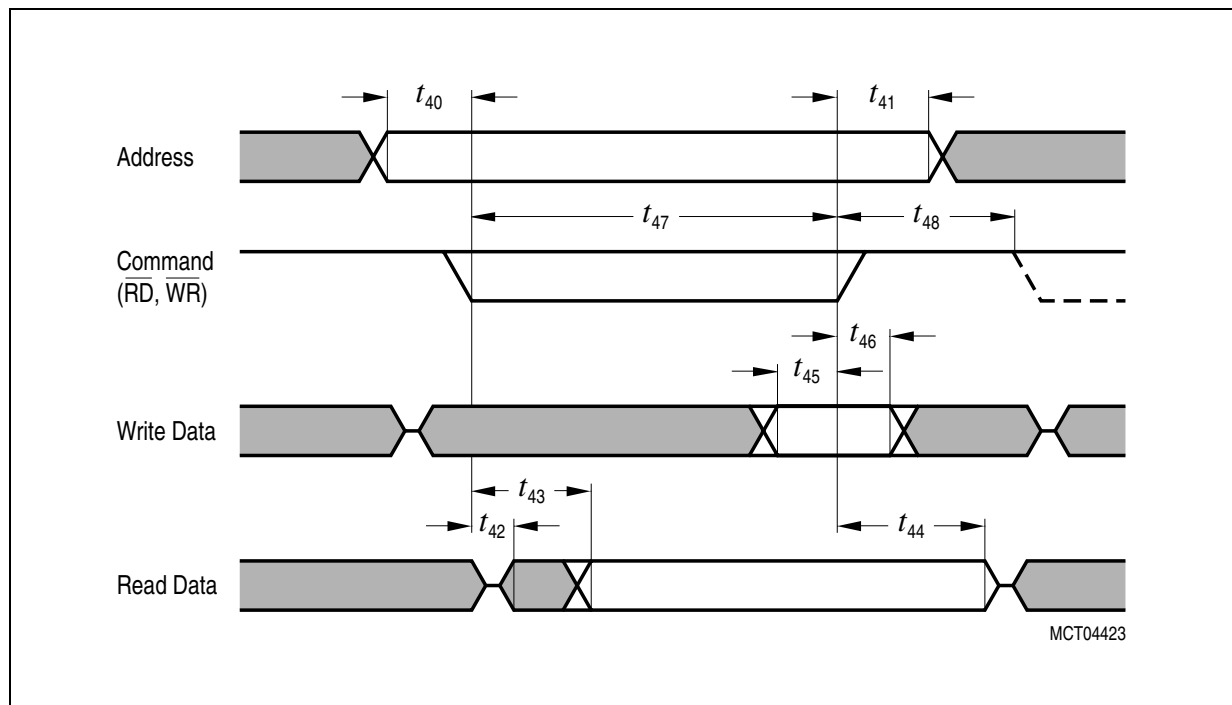 t40
t41
Address
t47
t48
Command
(RD, WR)
t46
t45
Write Data
t43
t42
t44
Read Data
MCT04423